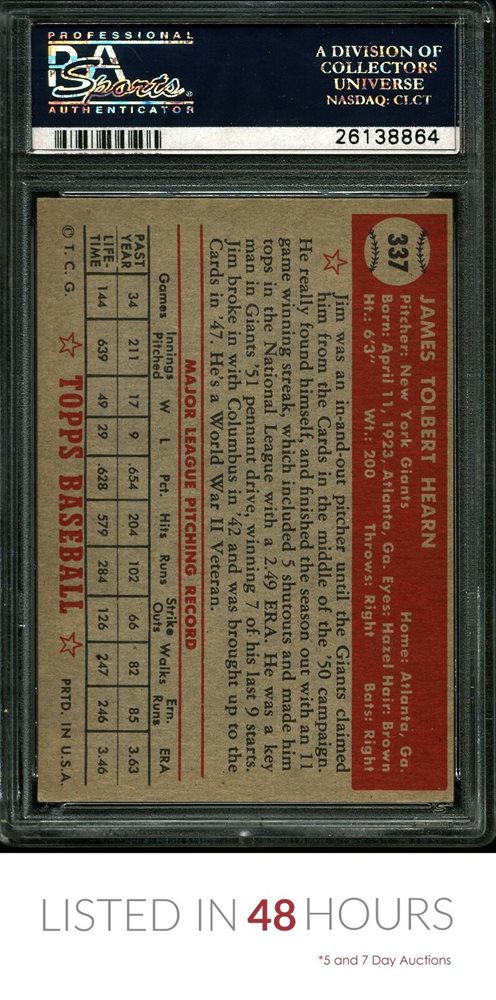 PROFESSIONAL
PSA
Sports®
AUTHENTICATOR
A DIVISION OF
COLLECTORS
UNIVERSE
NASDAQ: CLCT
26138864
337
JAMES TOLBERT HEARN
Pitcher: New York Giants Home: Atlanta, Ga.
Born: April 11, 1923, Atlanta, Ga. Eyes: Hazel Hair: Brown
Ht.: 6'3" Wt.: 200 Throws: Right Bats: Right
Jim was an in-and-out pitcher until the Giants claimed
him from the Cards in the middle of the '50 campaign.
He really found himself, and finished the season out with an 11
game winning streak, which included 5 shutouts and made him
tops in the National League with a 2.49 ERA. He was a key
man in Giants '51 pennant drive, winning 7 of his last 9 starts.
Jim broke in with Columbus in '42 and was brought up to the
Cards in '47. He's a World War II Veteran.
MAJOR LEAGUE PITCHING RECORD
Games Innings Pitched W L Pct. Hits Runs Strike Outs Walks Ern. Runs ERA
PAST YEAR 34 211 17 9 .654 204 102 66 82 85 3.63
LIFE-TIME 144 639 49 29 .628 579 284 126 247 246 3.46
© T. C. G. TOPPS BASEBALL PRTD. IN U.S.A.
LISTED IN 48 HOURS
*5 and 7 Day Auctions